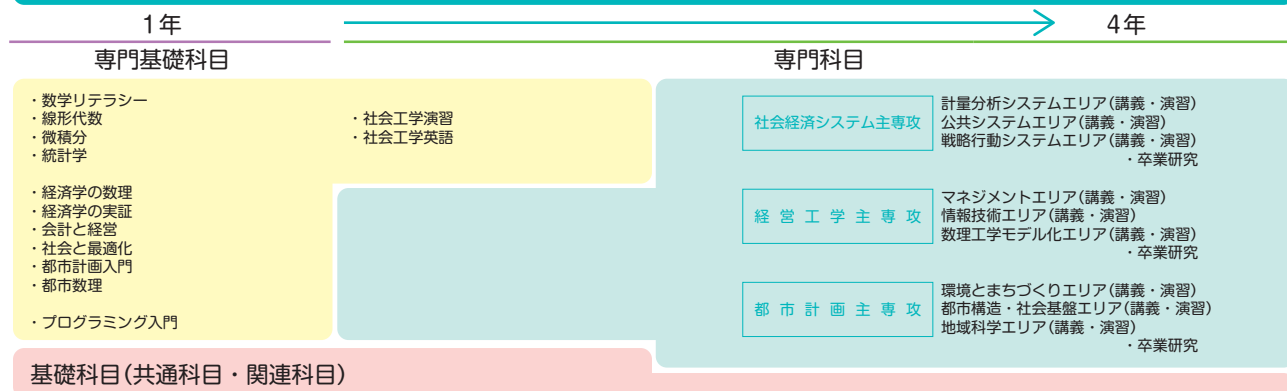 1年
4年
専門基礎科目
専門科目
・数学リテラシー
・線形代数
・微積分
・統計学
・経済学の数理
・経済学の実証
・会計と経営
・社会と最適化
・都市計画入門
・都市数理
・プログラミング入門
・社会工学演習
・社会工学英語
社会経済システム主専攻
計量分析システムエリア(講義・演習)
公共システムエリア(講義・演習)
戦略行動システムエリア(講義・演習)
・卒業研究
経営工学主専攻
マネジメントエリア(講義・演習)
情報技術エリア(講義・演習)
数理工学モデル化エリア(講義・演習)
・卒業研究
都市計画主専攻
環境とまちづくりエリア(講義・演習)
都市構造・社会基盤エリア(講義・演習)
地域科学エリア(講義・演習)
・卒業研究
基礎科目(共通科目・関連科目)